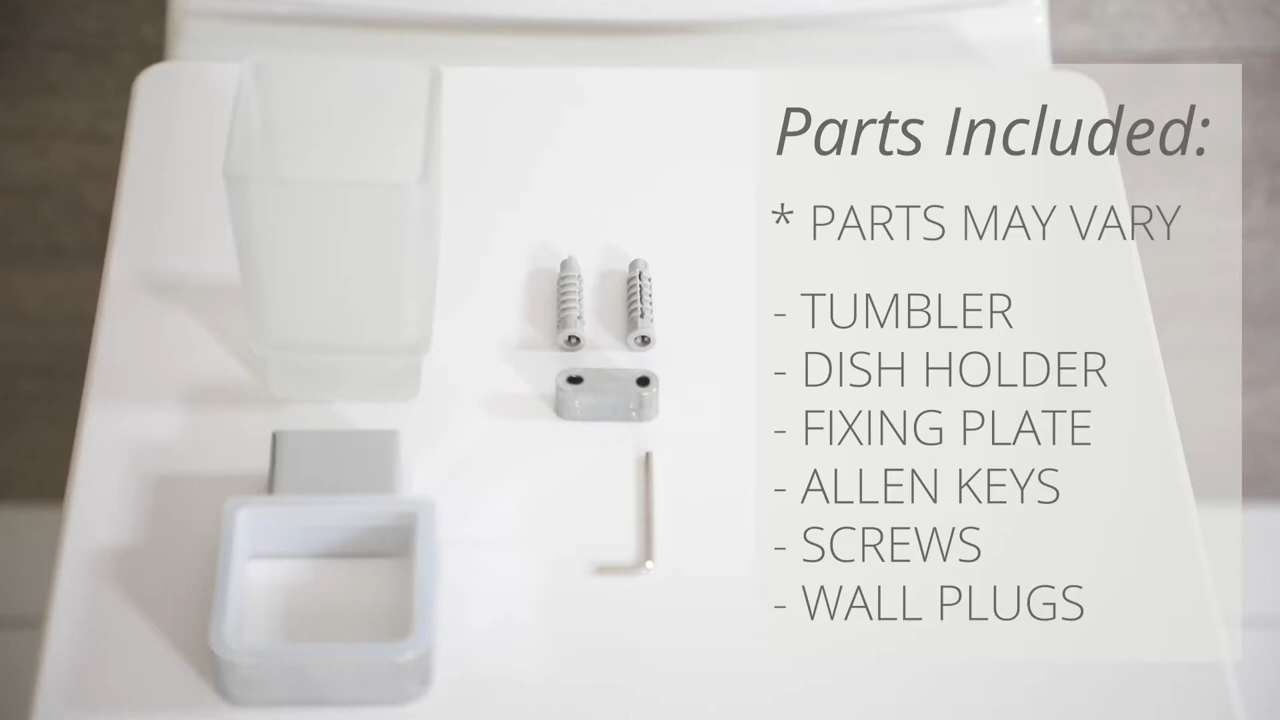 Parts Included:
* PARTS MAY VARY
- TUMBLER
- DISH HOLDER
- FIXING PLATE
- ALLEN KEYS
- SCREWS
- WALL PLUGS